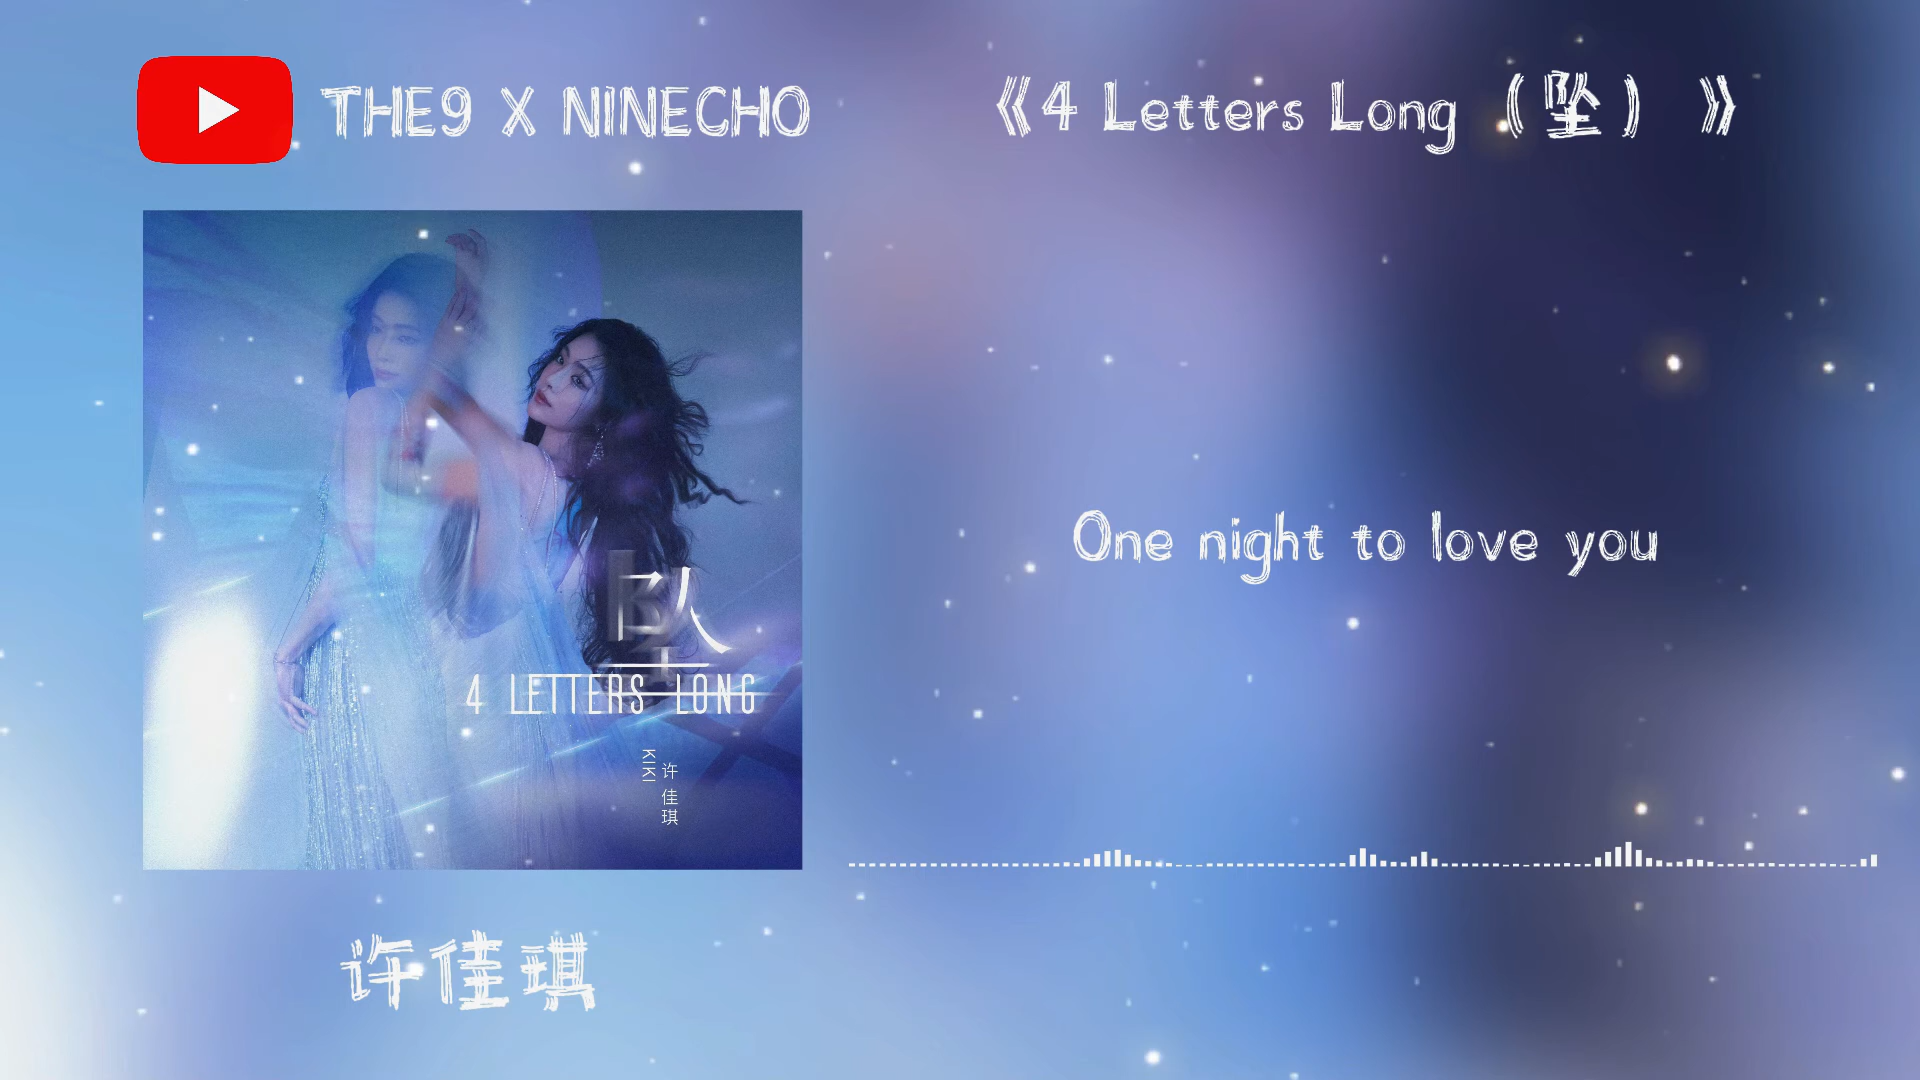 THE9 X NINECHO
《4 Letters Long（坠）》
One night to love you
坠
4 LETTERS LONG
KIKI
许佳琪
许佳琪